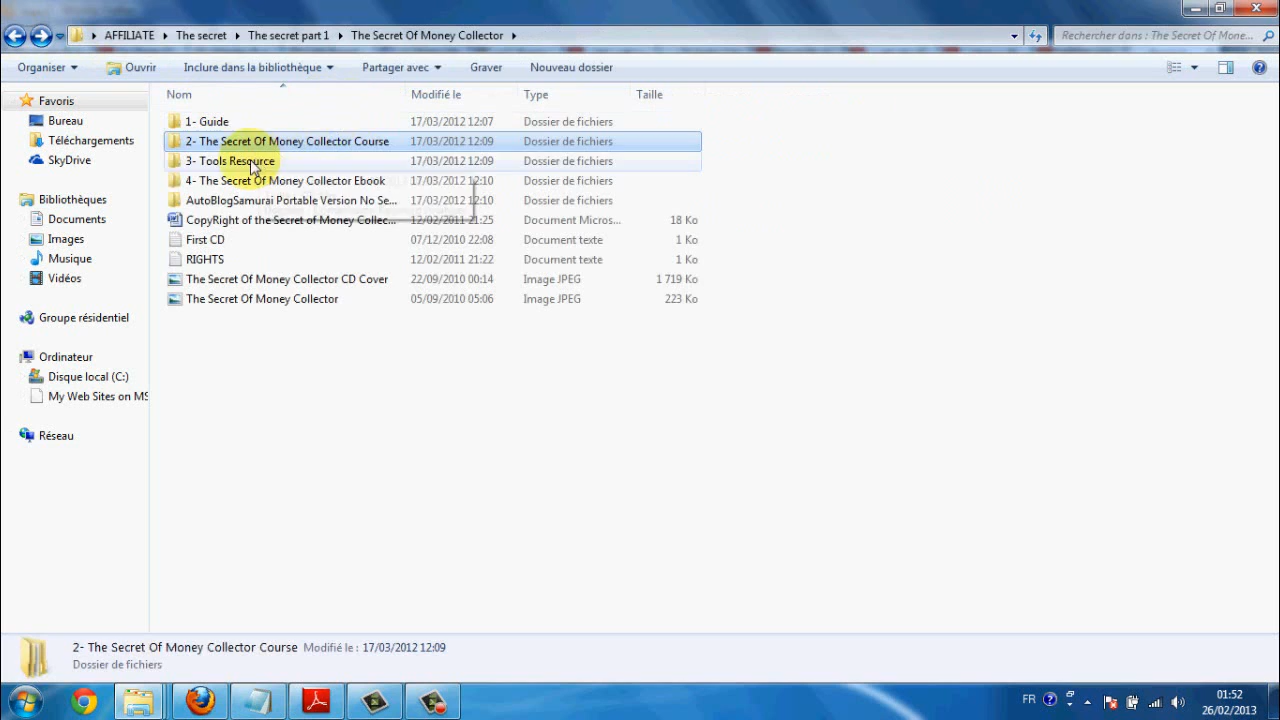 AFFILIATE The secret The secret part 1 The Secret Of Money Collector
Rechercher dans : The Secret Of Mone...
Organiser Ouvrir Inclure dans la bibliothèque Partager avec Graver Nouveau dossier
Nom Modifié le Type Taille
1- Guide 17/03/2012 12:07 Dossier de fichiers
2- The Secret Of Money Collector Course 17/03/2012 12:09 Dossier de fichiers
3- Tools Resource 17/03/2012 12:09 Dossier de fichiers
4- The Secret Of Money Collector Ebook 17/03/2012 12:10 Dossier de fichiers
AutoBlogSamurai Portable Version No Se... 17/03/2012 12:10 Dossier de fichiers
CopyRight of the Secret of Money Collec... 12/02/2011 21:25 Document Micros... 18 Ko
First CD 07/12/2010 22:08 Document texte 1 Ko
RIGHTS 12/02/2011 21:22 Document texte 1 Ko
The Secret Of Money Collector CD Cover 22/09/2010 00:14 Image JPEG 1 719 Ko
The Secret Of Money Collector 05/09/2010 05:06 Image JPEG 223 Ko
Favoris
Bureau
Téléchargements
SkyDrive
Bibliothèques
Documents
Images
Musique
Vidéos
Groupe résidentiel
Ordinateur
Disque local (C:)
My Web Sites on MS
Réseau
2- The Secret Of Money Collector Course Modifié le : 17/03/2012 12:09
Dossier de fichiers
FR
01:52
26/02/2013